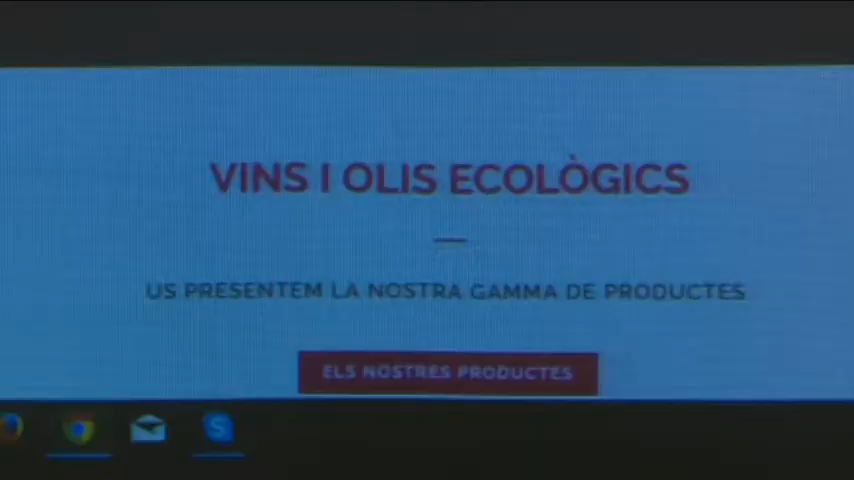 VINS I OLIS ECOLÒGICS
US PRESENTEM LA NOSTRA GAMMA DE PRODUCTES
ELS NOSTRES PRODUCTES